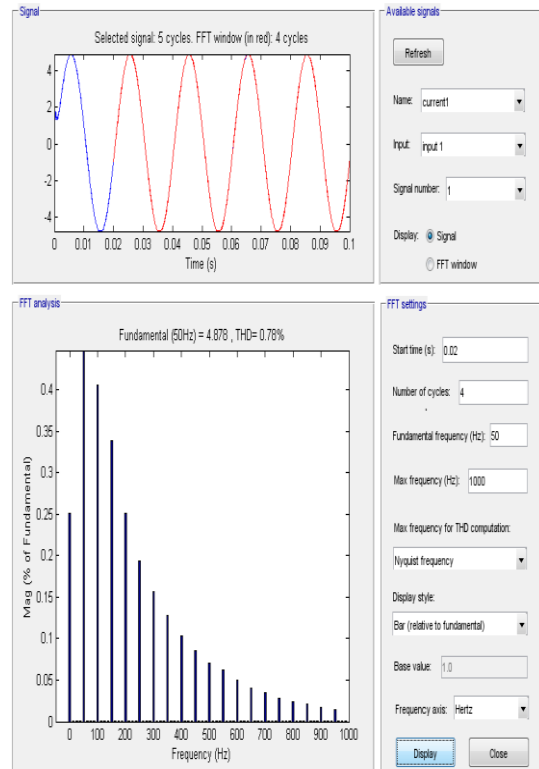 Signal
Selected signal: 5 cycles. FFT window (in red): 4 cycles
4
2
0
-2
-4
0 0.01 0.02 0.03 0.04 0.05 0.06 0.07 0.08 0.09 0.1
Time (s)
Available signals
Refresh
Name: current1
Input: input 1
Signal number: 1
Display: Signal
FFT window
FFT analysis
Fundamental (50Hz) = 4.878 , THD= 0.78%
Mag (% of Fundamental)
0.4
0.35
0.3
0.25
0.2
0.15
0.1
0.05
0
0 100 200 300 400 500 600 700 800 900 1000
Frequency (Hz)
FFT settings
Start time (s): 0.02
Number of cycles: 4
Fundamental frequency (Hz): 50
Max frequency (Hz): 1000
Max frequency for THD computation:
Nyquist frequency
Display style:
Bar (relative to fundamental)
Base value: 1.0
Frequency axis: Hertz
Display Close